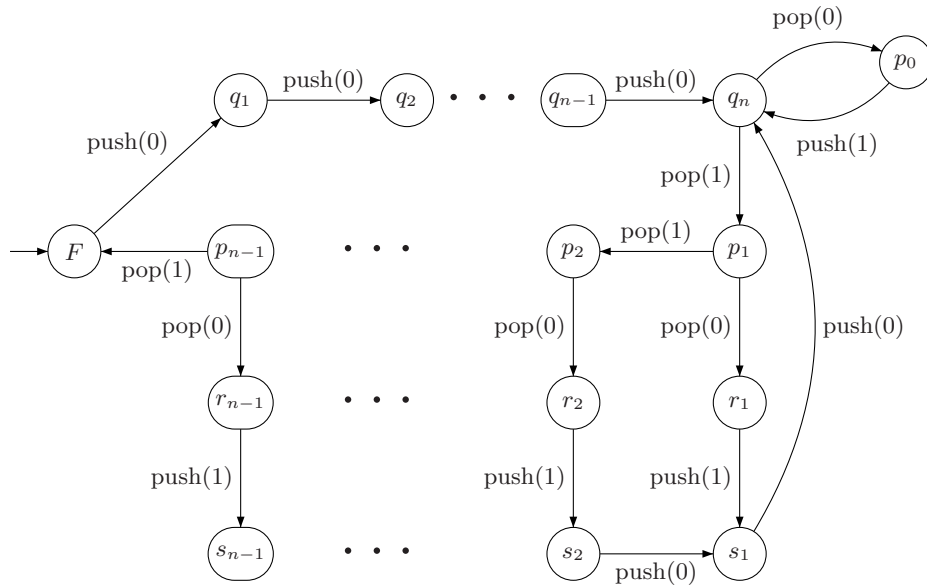 pop(0)
p₀
push(0)
push(0)
q₁
q₂
· · ·
qₙ₋₁
qₙ
push(0)
push(1)
pop(1)
F
pₙ₋₁
· · ·
p₂
pop(1)
p₁
pop(1)
pop(0)
pop(0)
pop(0)
push(0)
rₙ₋₁
· · ·
r₂
r₁
push(1)
push(1)
push(1)
sₙ₋₁
· · ·
s₂
s₁
push(0)